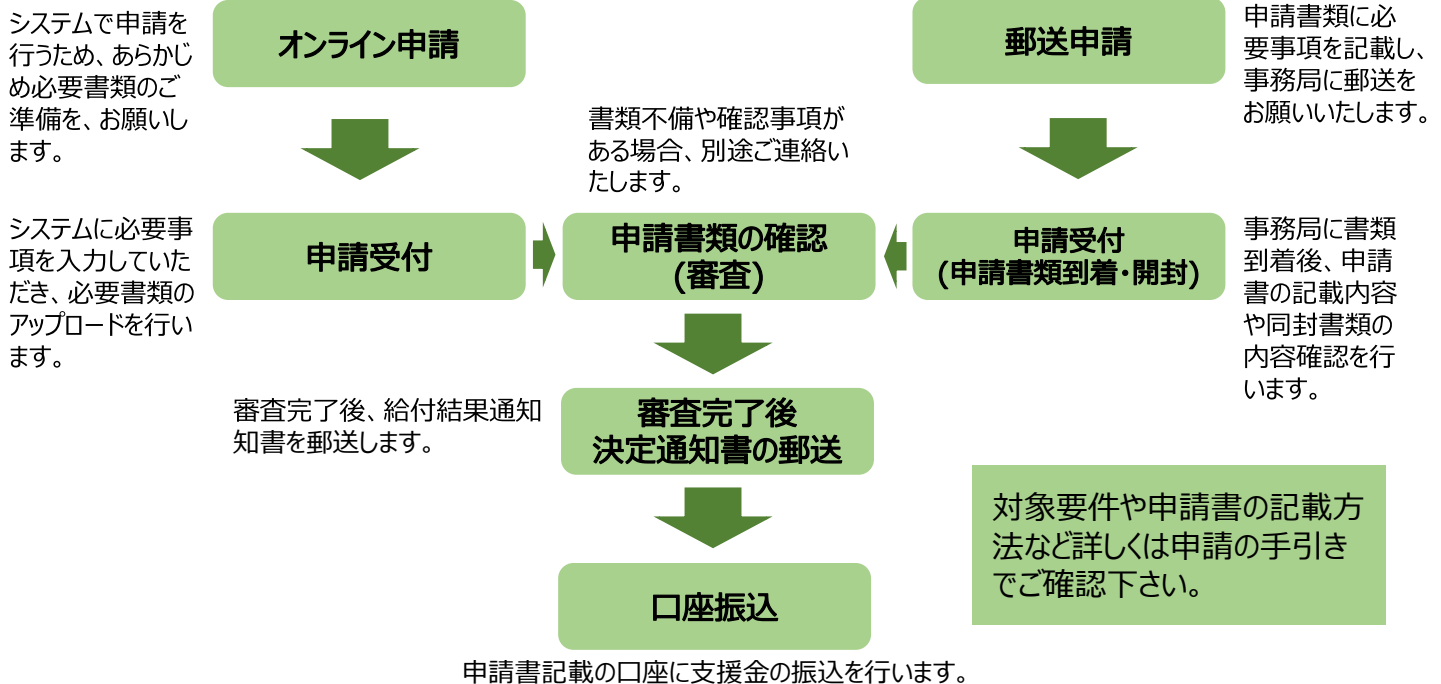 システムで申請を
行うため、あらかじ
め必要書類のご
準備を、お願いし
ます。
オンライン申請
郵送申請
申請書類に必
要事項を記載し、
事務局に郵送を
お願いいたします。
書類不備や確認事項が
ある場合、別途ご連絡い
たします。
システムに必要事
項を入力していた
だき、必要書類の
アップロードを行い
ます。
申請受付
申請書類の確認
(審査)
申請受付
(申請書類到着・開封)
事務局に書類
到着後、申請
書の記載内容
や同封書類の
内容確認を行
います。
審査完了後、給付結果通知
知書を郵送します。
審査完了後
決定通知書の郵送
対象要件や申請書の記載方
法など詳しくは申請の手引き
でご確認下さい。
口座振込
申請書記載の口座に支援金の振込を行います。